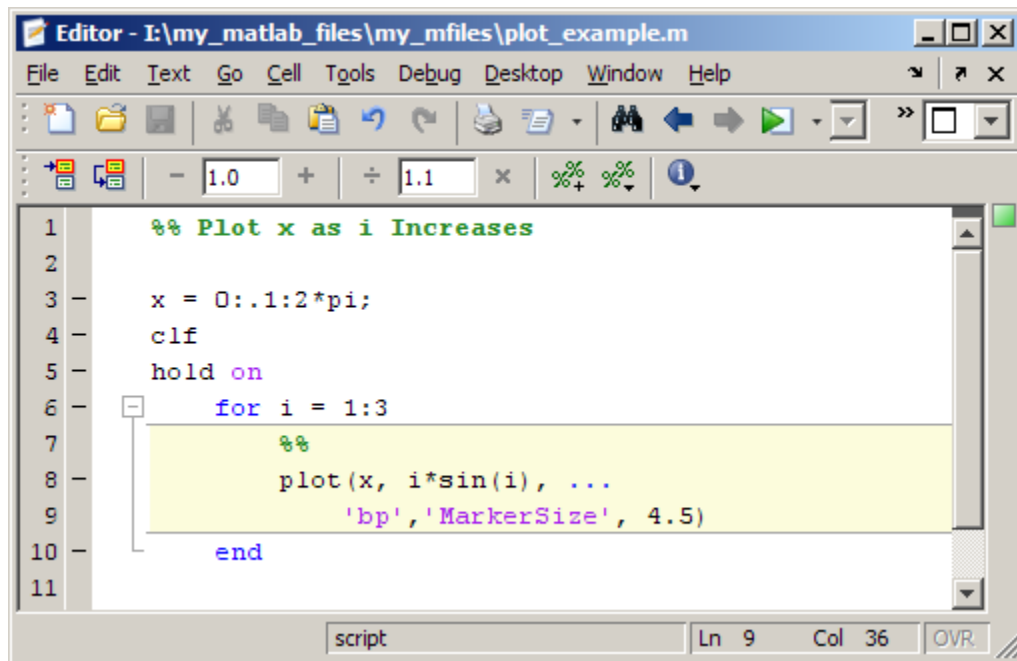 Editor - I:\my_matlab_files\my_mfiles\plot_example.m
File Edit Text Go Cell Tools Debug Desktop Window Help
1.0 1.1
1 %% Plot x as i Increases
2
3 x = 0:.1:2*pi;
4 clf
5 hold on
6 for i = 1:3
7 %%
8 plot(x, i*sin(i), ...
9 'bp','MarkerSize', 4.5)
10 end
11
script Ln 9 Col 36 OVR